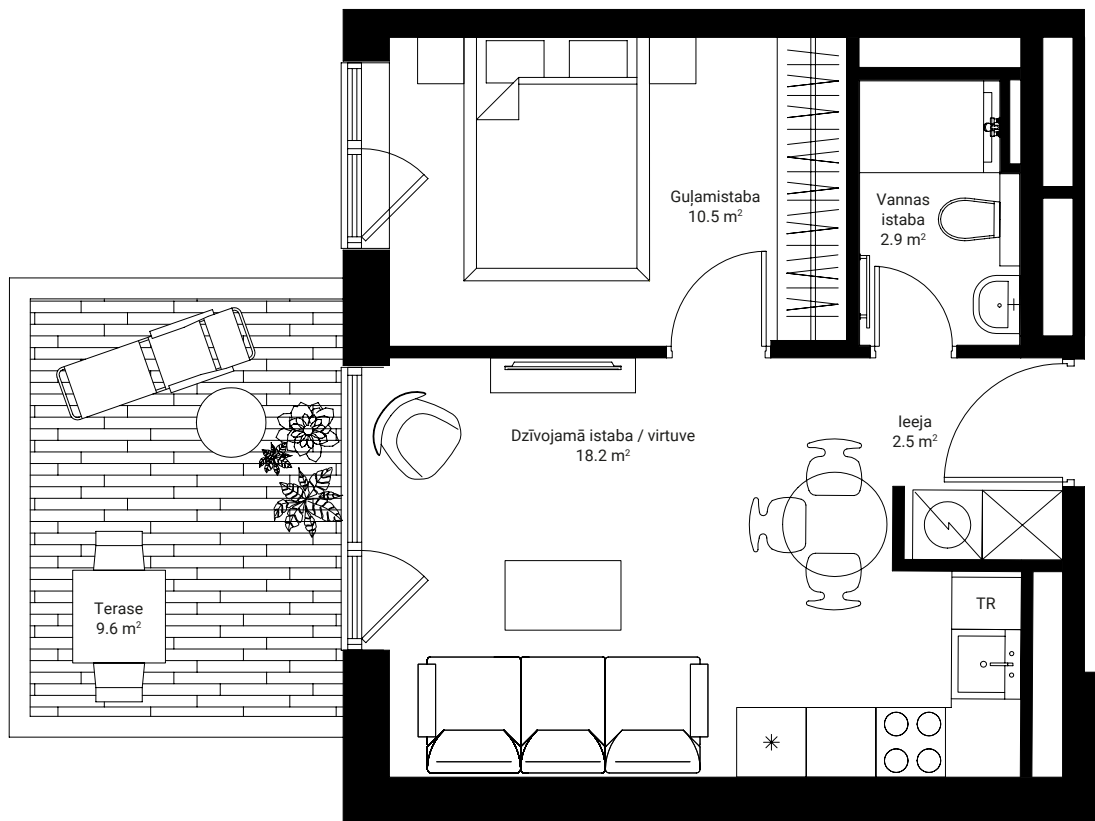 Guļamistaba
10.5 m²
Vannas
istaba
2.9 m²
Dzīvojamā istaba / virtuve
18.2 m²
Ieeja
2.5 m²
Terase
9.6 m²
TR